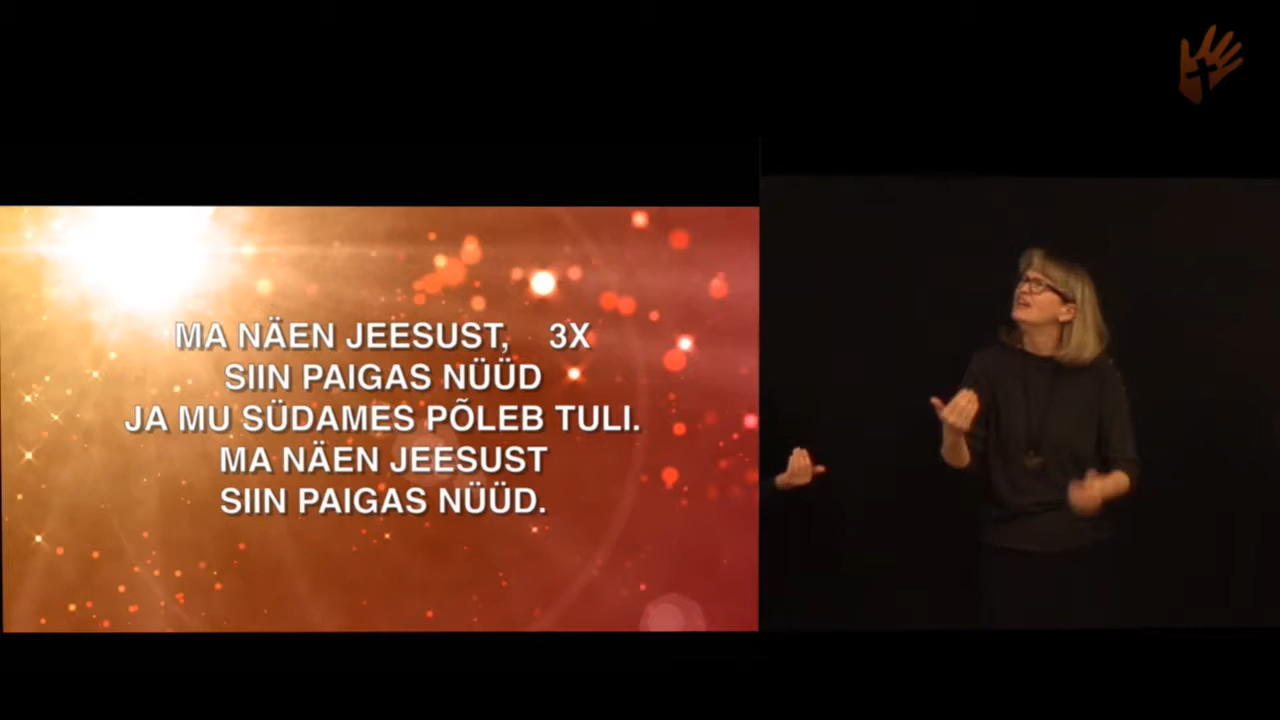 MA NÄEN JEESUST, 3X
SIIN PAIGAS NÜÜD
JA MU SÜDAMES PÕLEB TULI.
MA NÄEN JEESUST
SIIN PAIGAS NÜÜD.